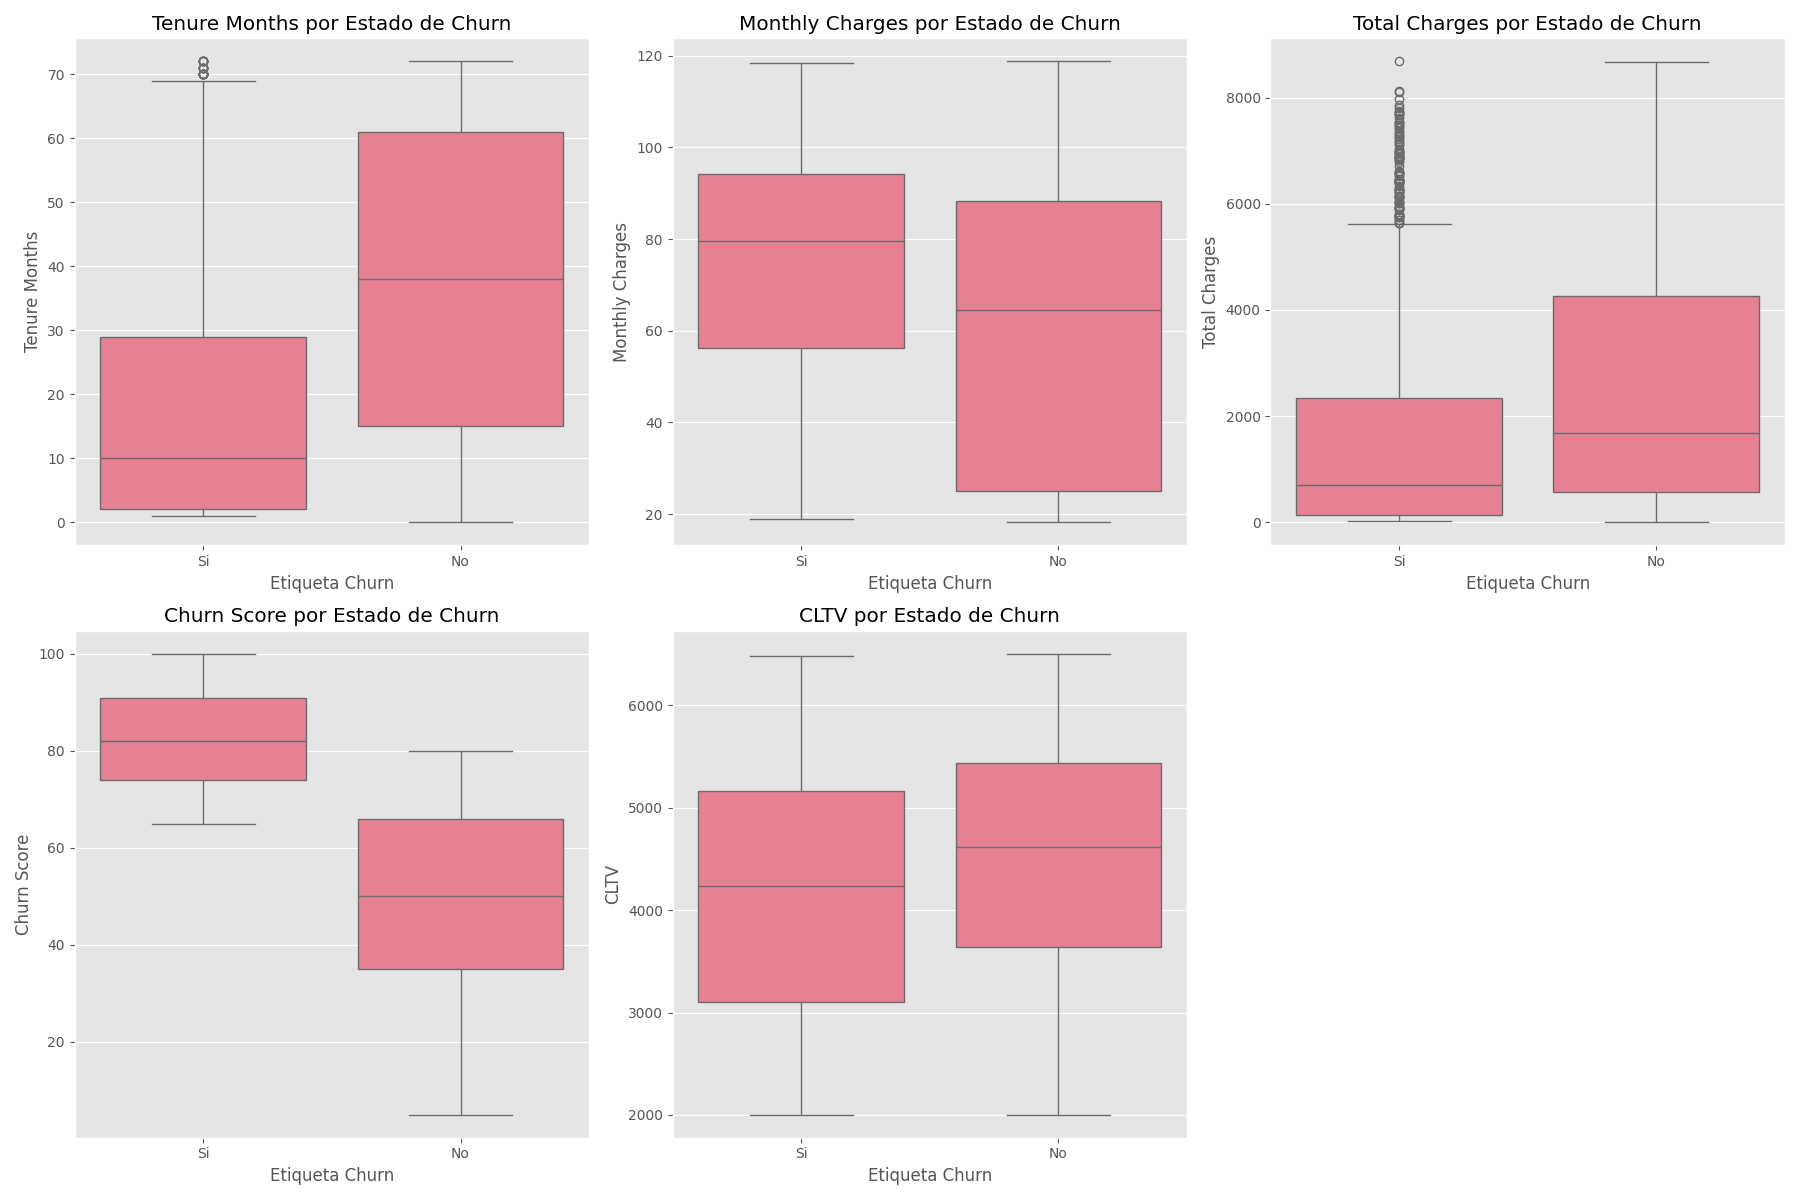 Tenure Months por Estado de Churn
Tenure Months
70
60
50
40
30
20
10
0
Si
No
Etiqueta Churn
Monthly Charges por Estado de Churn
Monthly Charges
120
100
80
60
40
20
Si
No
Etiqueta Churn
Total Charges por Estado de Churn
Total Charges
8000
6000
4000
2000
0
Si
No
Etiqueta Churn
Churn Score por Estado de Churn
Churn Score
100
80
60
40
20
Si
No
Etiqueta Churn
CLTV por Estado de Churn
CLTV
6000
5000
4000
3000
2000
Si
No
Etiqueta Churn